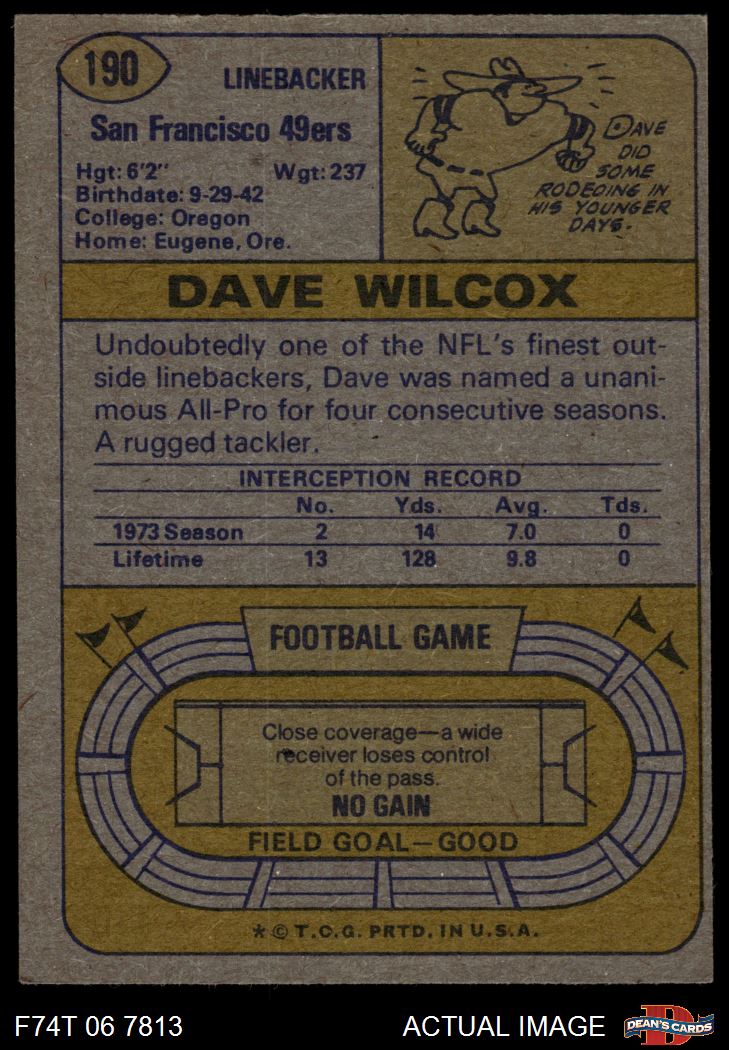 190
LINEBACKER
San Francisco 49ers
Hgt: 6'2" Wgt: 237
Birthdate: 9-29-42
College: Oregon
Home: Eugene, Ore.
DAVE
DID
SOME
RODEOING IN
HIS YOUNGER
DAYS.
DAVE WILCOX
Undoubtedly one of the NFL's finest out-
side linebackers, Dave was named a unani-
mous All-Pro for four consecutive seasons.
A rugged tackler.
INTERCEPTION RECORD
No. Yds. Avg. Tds.
1973 Season 2 14 7.0 0
Lifetime 13 128 9.8 0
FOOTBALL GAME
Close coverage—a wide
receiver loses control
of the pass.
NO GAIN
FIELD GOAL—GOOD
* © T.C.G. PRTD. IN U.S.A.
F74T 06 7813 ACTUAL IMAGE
D
DEAN'S CARDS